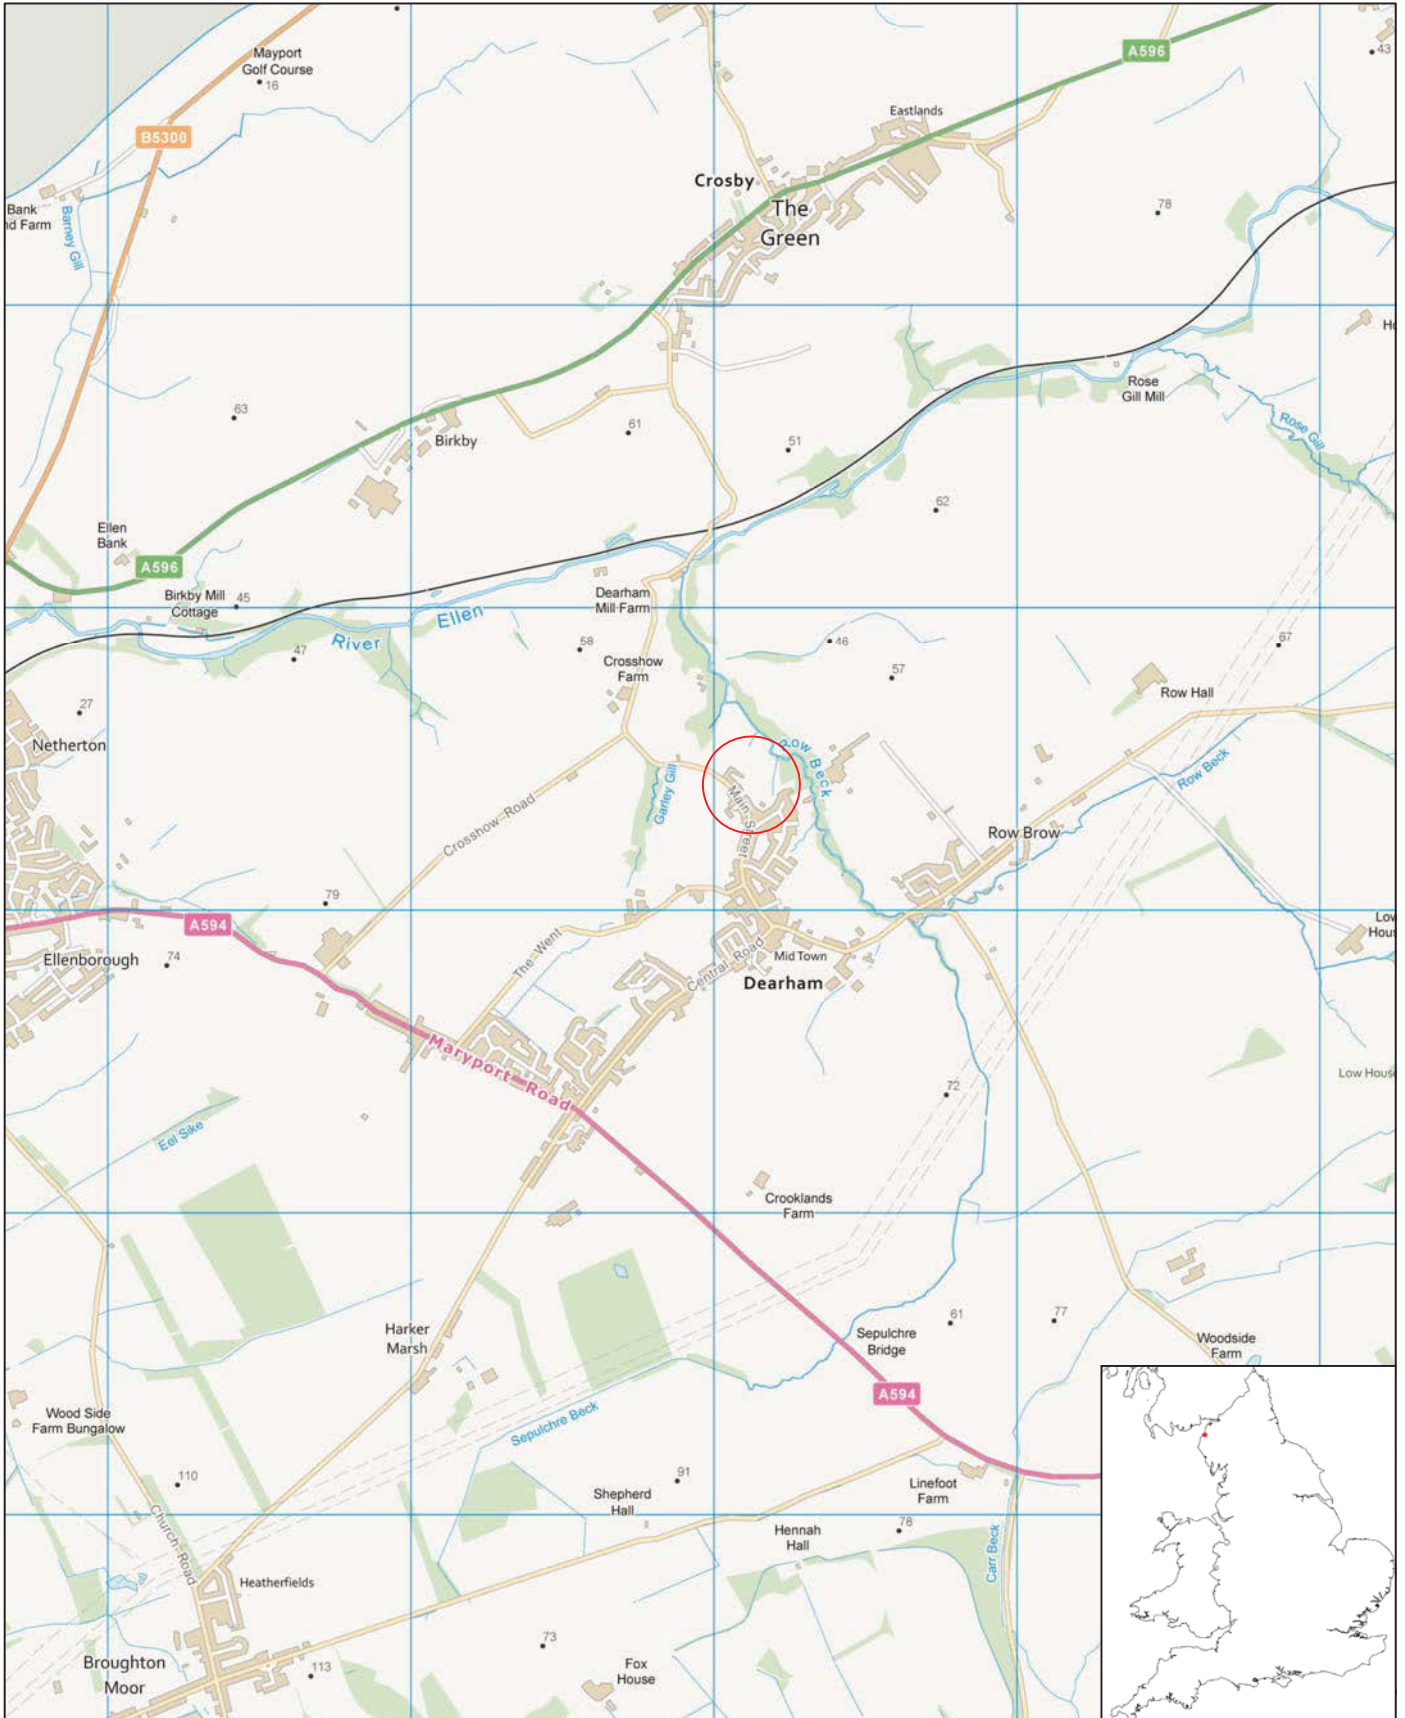 Mayport
Golf Course
16
43
A596
B5300
Eastlands
Crosby
The
Green
78
Bank
nd Farm
Barney Gill
Ho
Rose
Gill Mill
Rose Gill
63
61
51
Birkby
62
Ellen
Bank
A596
Birkby Mill
Cottage
45
River Ellen
Dearham
Mill Farm
47
58
46
67
Crosshow
Farm
57
Row Hall
27
Netherton
Row Beck
Row Beck
Garley Gill
Main Street
Crosshow Road
Row Brow
79
A594
Low
Hous
Ellenborough
74
The Went
Central Road
Mid Town
Dearham
Maryport Road
Low House
72
Eel Sike
Crooklands
Farm
Harker
Marsh
61
77
Sepulchre
Bridge
Woodside
Farm
A594
Wood Side
Farm Bungalow
Sepulchre Beck
110
91
Linefoot
Farm
Shepherd
Hall
Church Road
Hennah
Hall
78
Carr Beck
Heatherfields
73
Broughton
Moor
113
Fox
House